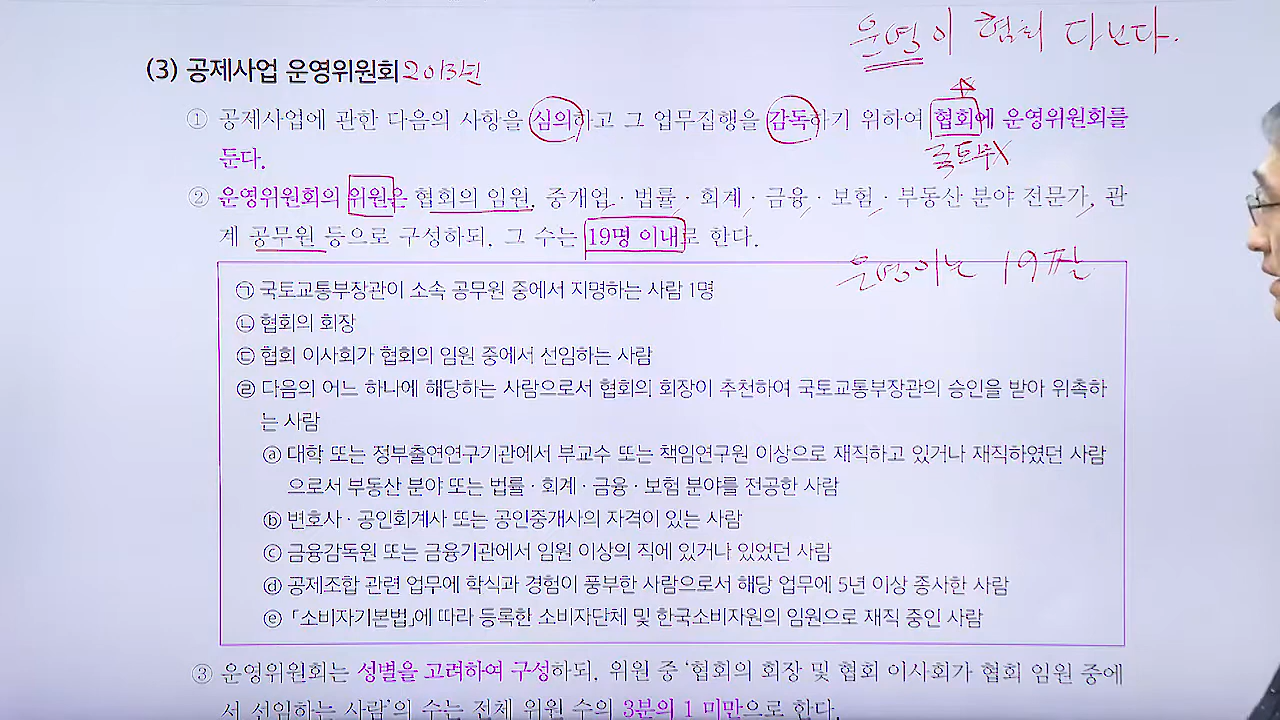 운영이 협회 다닌다.
(3) 공제사업 운영위원회 2013년
① 공제사업에 관한 다음의 사항을 심의하고 그 업무집행을 감독하기 위하여 협회에 운영위원회를
국토부X
둔다.
② 운영위원회의 위원은 협회의 임원, 중개업·법률·회계·금융·보험·부동산 분야 전문가, 관
계 공무원 등으로 구성하되, 그 수는 19명 이내로 한다.
운영이는 19금
㉠ 국토교통부장관이 소속 공무원 중에서 지명하는 사람 1명
㉡ 협회의 회장
㉢ 협회 이사회가 협회의 임원 중에서 선임하는 사람
㉣ 다음의 어느 하나에 해당하는 사람으로서 협회의 회장이 추천하여 국토교통부장관의 승인을 받아 위촉하
는 사람
ⓐ 대학 또는 정부출연연구기관에서 부교수 또는 책임연구원 이상으로 재직하고 있거나 재직하였던 사람
으로서 부동산 분야 또는 법률·회계·금융·보험 분야를 전공한 사람
ⓑ 변호사·공인회계사 또는 공인중개사의 자격이 있는 사람
ⓒ 금융감독원 또는 금융기관에서 임원 이상의 직에 있거나 있었던 사람
ⓓ 공제조합 관련 업무에 학식과 경험이 풍부한 사람으로서 해당 업무에 5년 이상 종사한 사람
ⓔ 「소비자기본법」에 따라 등록한 소비자단체 및 한국소비자원의 임원으로 재직 중인 사람
③ 운영위원회는 성별을 고려하여 구성하되, 위원 중 '협회의 회장 및 협회 이사회가 협회 임원 중에
서 선임하는 사람'의 수는 전체 위원 수의 3분의 1 미만으로 한다.